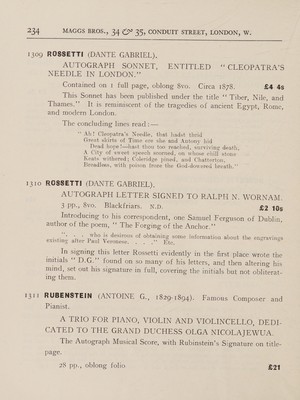 234 MAGGS BROS., 34 & 35, CONDUIT STREET, LONDON, W.
1309 ROSSETTI (DANTE GABRIEL).
AUTOGRAPH SONNET, ENTITLED "CLEOPATRA'S
NEEDLE IN LONDON."
Contained on 1 full page, oblong 8vo. Circa 1878. £4 4s
This Sonnet has been published under the title "Tiber, Nile, and
Thames." It is reminiscent of the tragedies of ancient Egypt, Rome,
and modern London.
The concluding lines read:—
"Ah! Cleopatra's Needle, that hadst theid
Great skirts of Time ere she and Antony hid
Dead hope!—hast thou too reached, surviving death,
A City of sweet speech scorned, on whose chill stone
Keats withered; Coleridge pined, and Chatterton,
Breadless, with poison froze the God-dowered breath."
1310 ROSSETTI (DANTE GABRIEL).
AUTOGRAPH LETTER SIGNED TO RALPH N. WORNAM.
3 pp., 8vo. Blackfriars. N.D. £2 10s
Introducing to his correspondent, one Samuel Ferguson of Dublin,
author of the poem, "The Forging of the Anchor."
". . . who is desirous of obtaining some information about the engravings
existing after Paul Veronese. . . ." Etc.
In signing this letter Rossetti evidently in the first place wrote the
initials "D.G." found on so many of his letters, and then altering his
mind, set out his signature in full, covering the initials but not obliterat-
ing them.
1311 RUBENSTEIN (ANTOINE G., 1829-1894). Famous Composer and
Pianist.
A TRIO FOR PIANO, VIOLIN AND VIOLINCELLO, DEDI-
CATED TO THE GRAND DUCHESS OLGA NICOLAJEWUA.
The Autograph Musical Score, with Rubinstein's Signature on title-
page.
28 pp., oblong folio £21